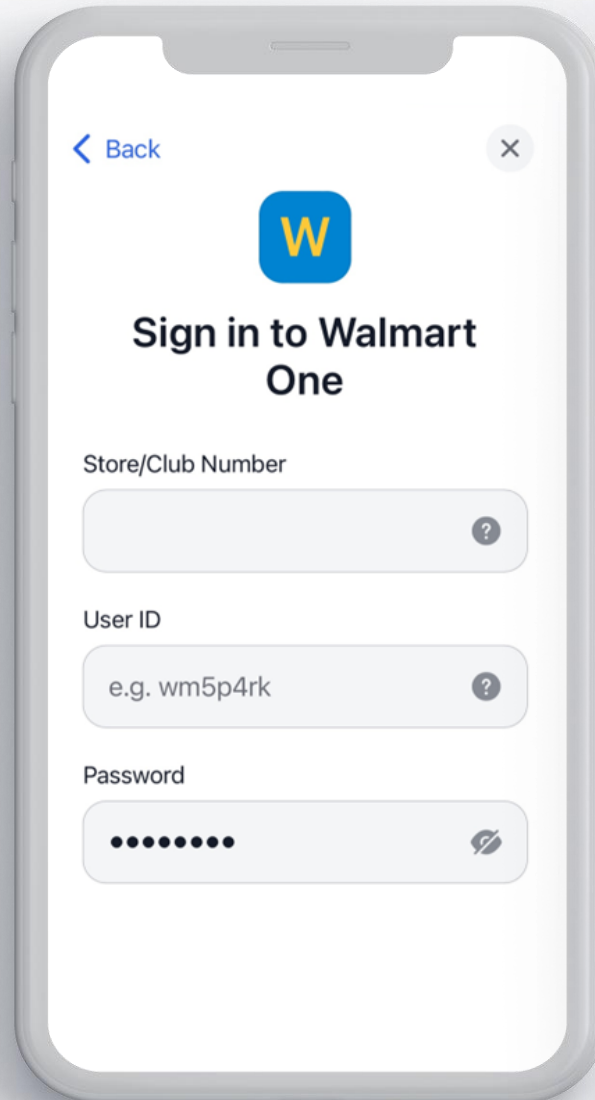 Back
W
Sign in to Walmart
One
Store/Club Number
User ID
e.g. wm5p4rk
Password
••••••••